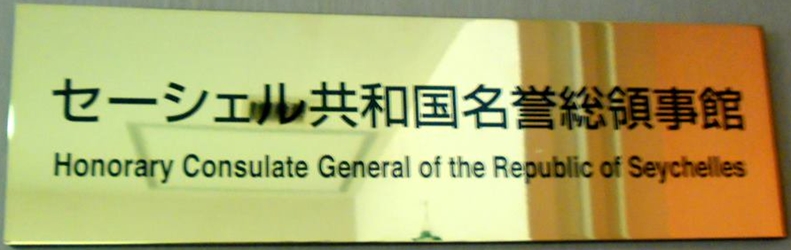 セーシェル共和国名誉総領事館
Honorary Consulate General of the Republic of Seychelles